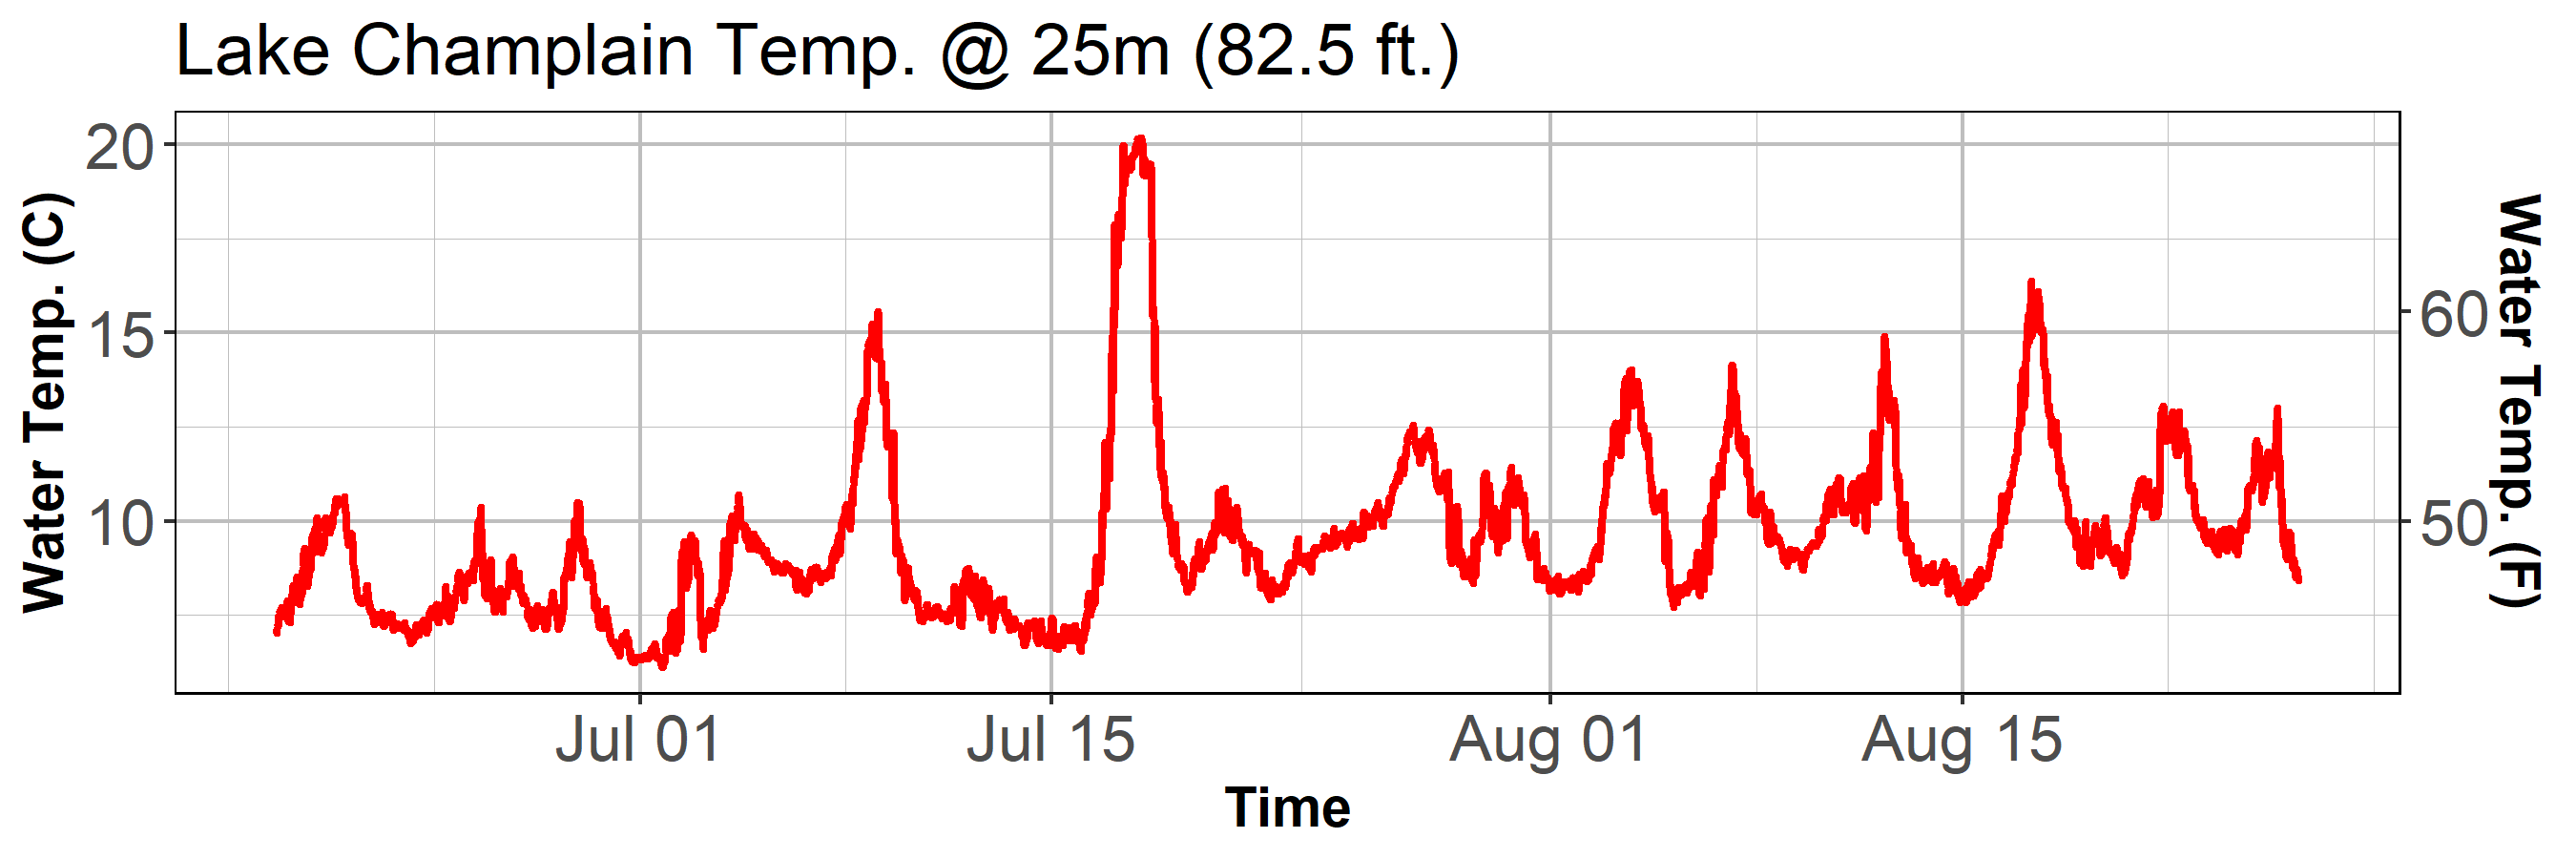 Lake Champlain Temp. @ 25m (82.5 ft.)
Water Temp. (C)
20
15
10
Water Temp. (F)
60
50
Jul 01
Jul 15
Aug 01
Aug 15
Time